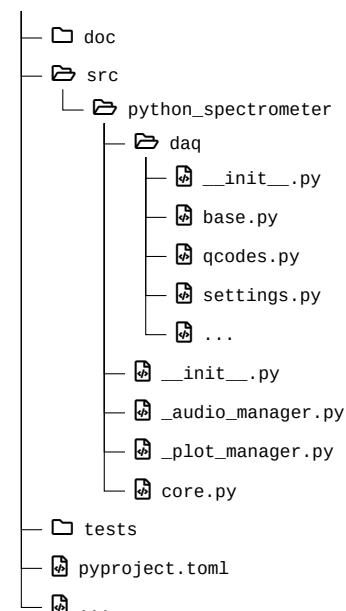 doc
src
python_spectrometer
daq
__init__.py
base.py
qcodes.py
settings.py
...
__init__.py
_audio_manager.py
_plot_manager.py
core.py
tests
pyproject.toml
...